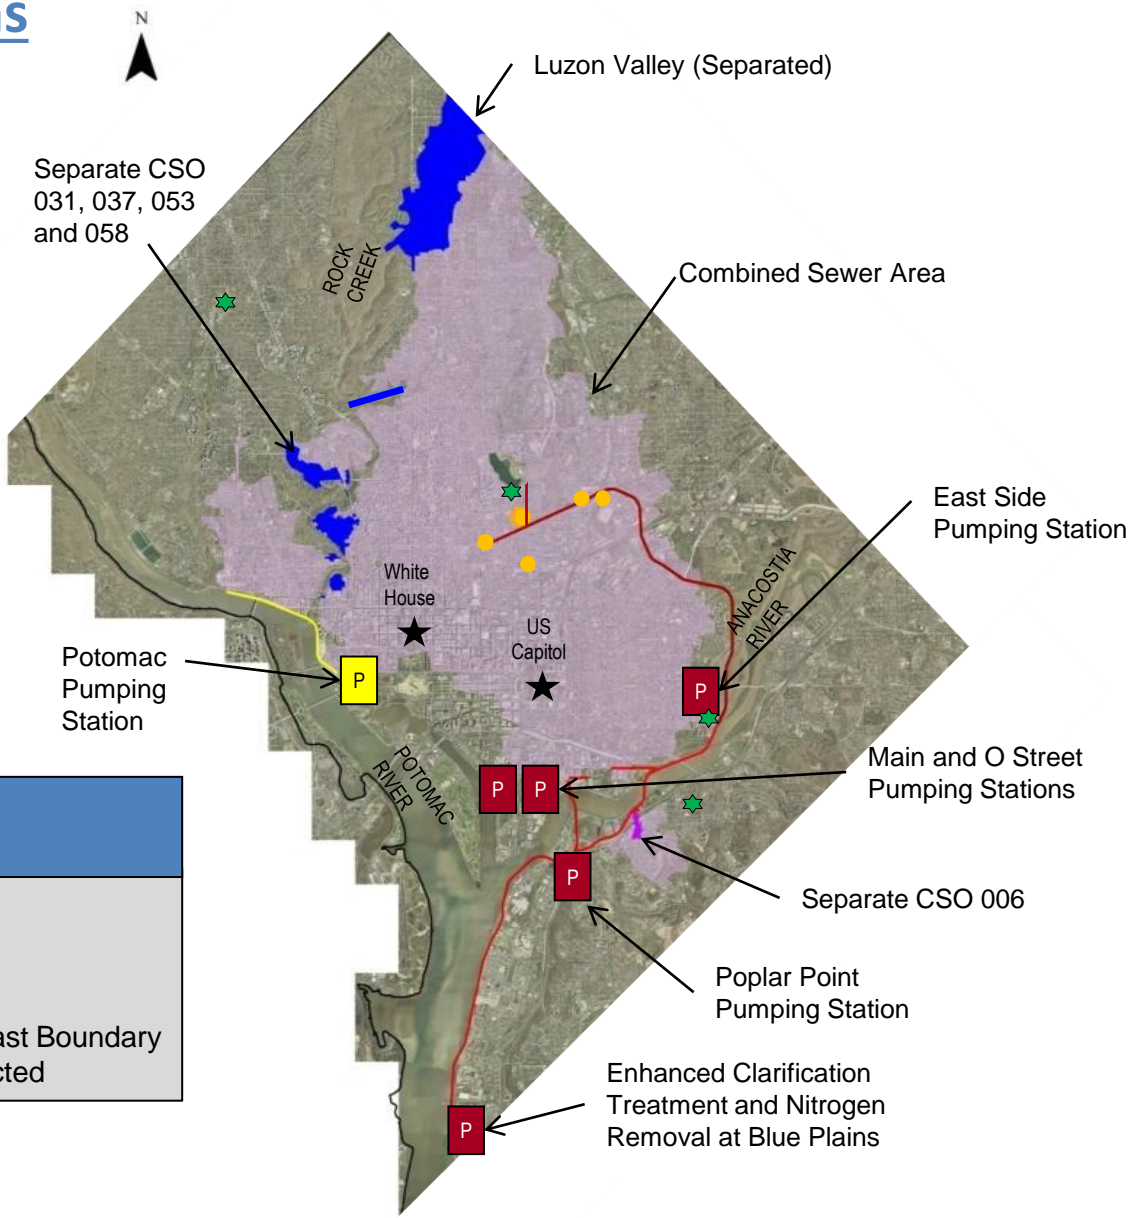 ns
N
Luzon Valley (Separated)
Separate CSO
031, 037, 053
and 058
ROCK
CREEK
Combined Sewer Area
East Side
Pumping Station
White
House
ANACOSTIA
RIVER
US
Capitol
Potomac
Pumping
Station
P
P
POTOMAC
RIVER
P
P
Main and O Street
Pumping Stations
P
Separate CSO 006
Poplar Point
Pumping Station
ast Boundary
cted
Enhanced Clarification
Treatment and Nitrogen
Removal at Blue Plains
P